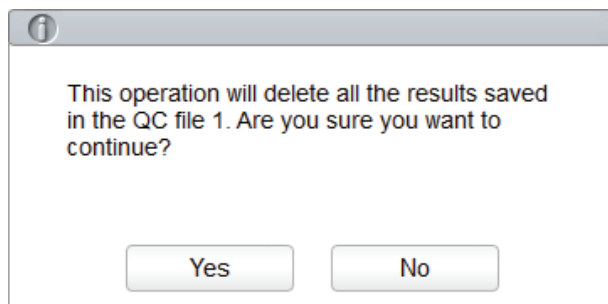 This operation will delete all the results saved
in the QC file 1. Are you sure you want to
continue?
Yes No